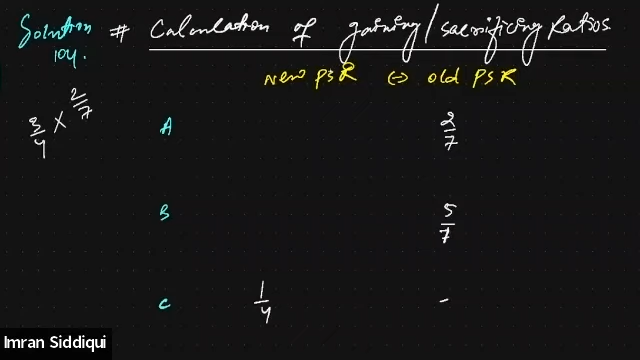 Solution # Calculation of gaining/sacrificing Ratios
104.
New PSR ⇔ old PSR
3/4 × 2/7
A 2/7
B 5/7
C 1/4 -
Imran Siddiqui